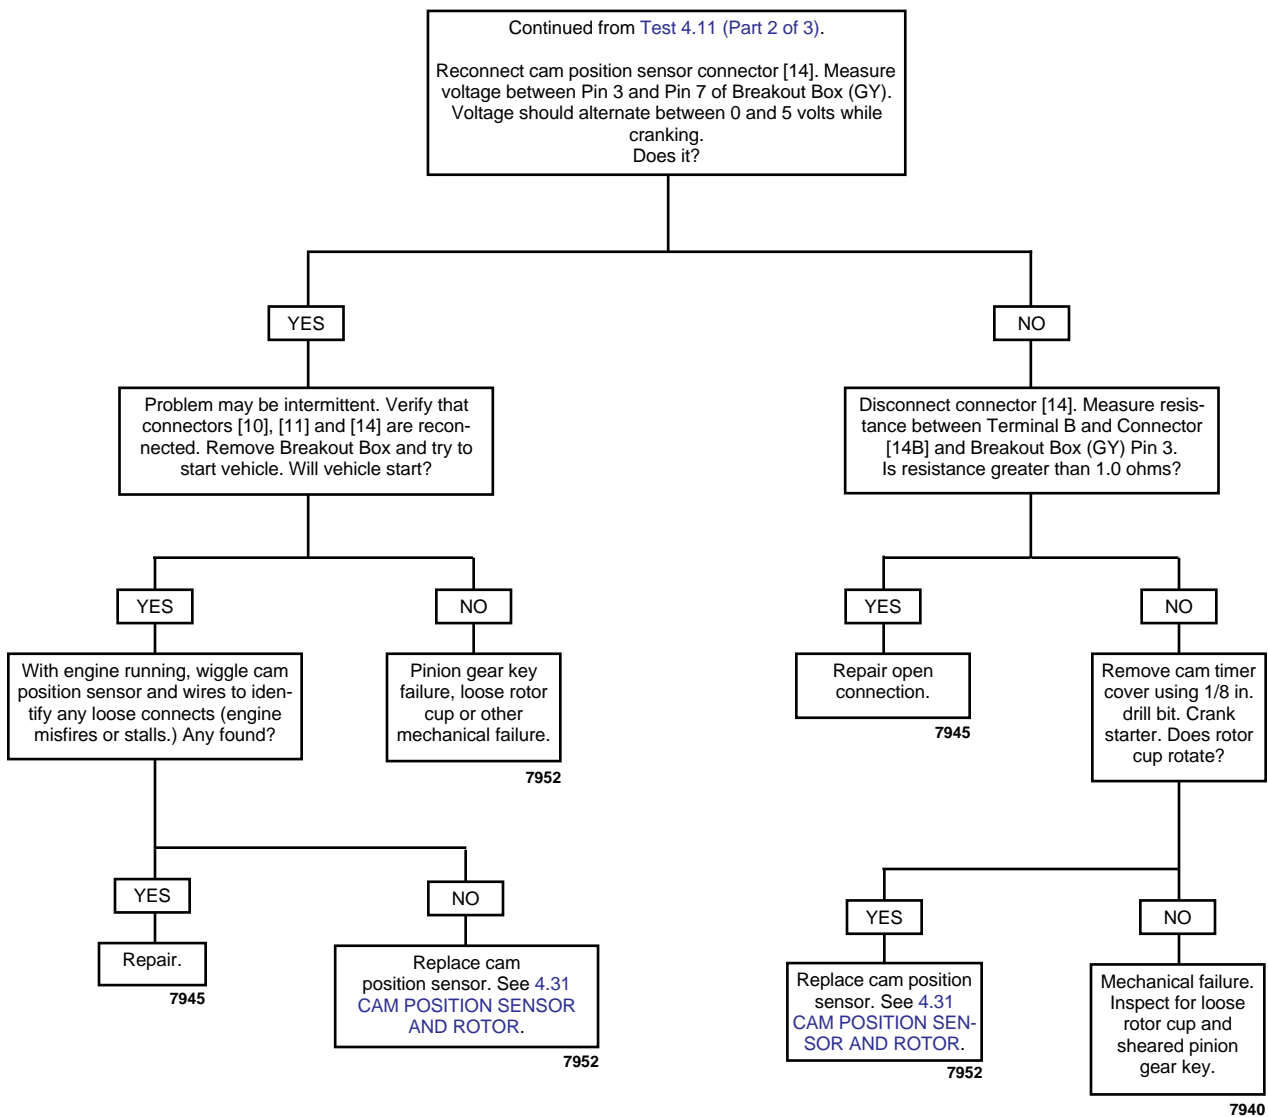 Continued from Test 4.11 (Part 2 of 3).
Reconnect cam position sensor connector [14]. Measure
voltage between Pin 3 and Pin 7 of Breakout Box (GY).
Voltage should alternate between 0 and 5 volts while
cranking.
Does it?
YES
NO
Problem may be intermittent. Verify that
connectors [10], [11] and [14] are recon-
nected. Remove Breakout Box and try to
start vehicle. Will vehicle start?
Disconnect connector [14]. Measure resis-
tance between Terminal B and Connector
[14B] and Breakout Box (GY) Pin 3.
Is resistance greater than 1.0 ohms?
YES
NO
YES
NO
With engine running, wiggle cam
position sensor and wires to iden-
tify any loose connects (engine
misfires or stalls.) Any found?
Pinion gear key
failure, loose rotor
cup or other
mechanical failure.
7952
Repair open
connection.
7945
Remove cam timer
cover using 1/8 in.
drill bit. Crank
starter. Does rotor
cup rotate?
YES
NO
YES
NO
Repair.
7945
Replace cam
position sensor. See 4.31
CAM POSITION SENSOR
AND ROTOR.
7952
Replace cam position
sensor. See 4.31
CAM POSITION SEN-
SOR AND ROTOR.
7952
Mechanical failure.
Inspect for loose
rotor cup and
sheared pinion
gear key.
7940